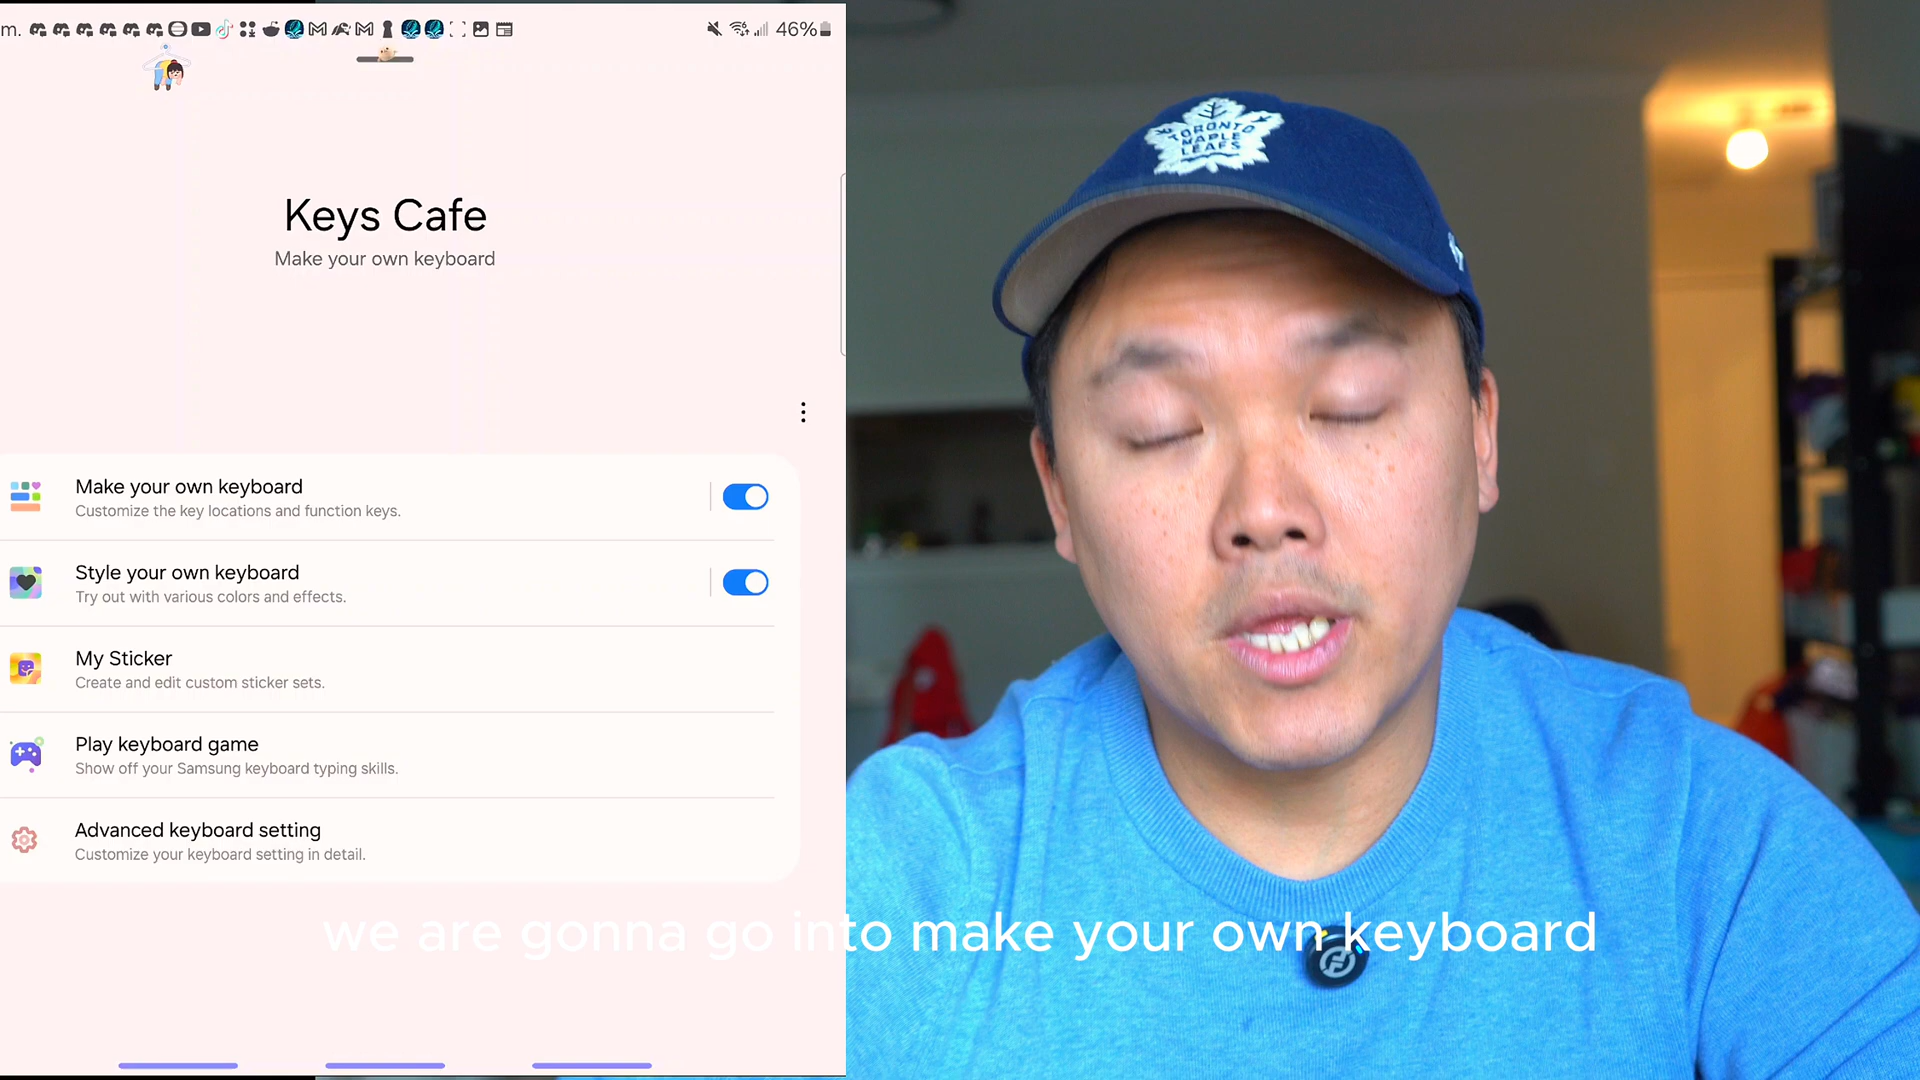 m.
46%
Keys Cafe
Make your own keyboard
Make your own keyboard
Customize the key locations and function keys.
Style your own keyboard
Try out with various colors and effects.
My Sticker
Create and edit custom sticker sets.
Play keyboard game
Show off your Samsung keyboard typing skills.
Advanced keyboard setting
Customize your keyboard setting in detail.
TORONTO
MAPLE
LEAFS
we are gonna go into make your own keyboard